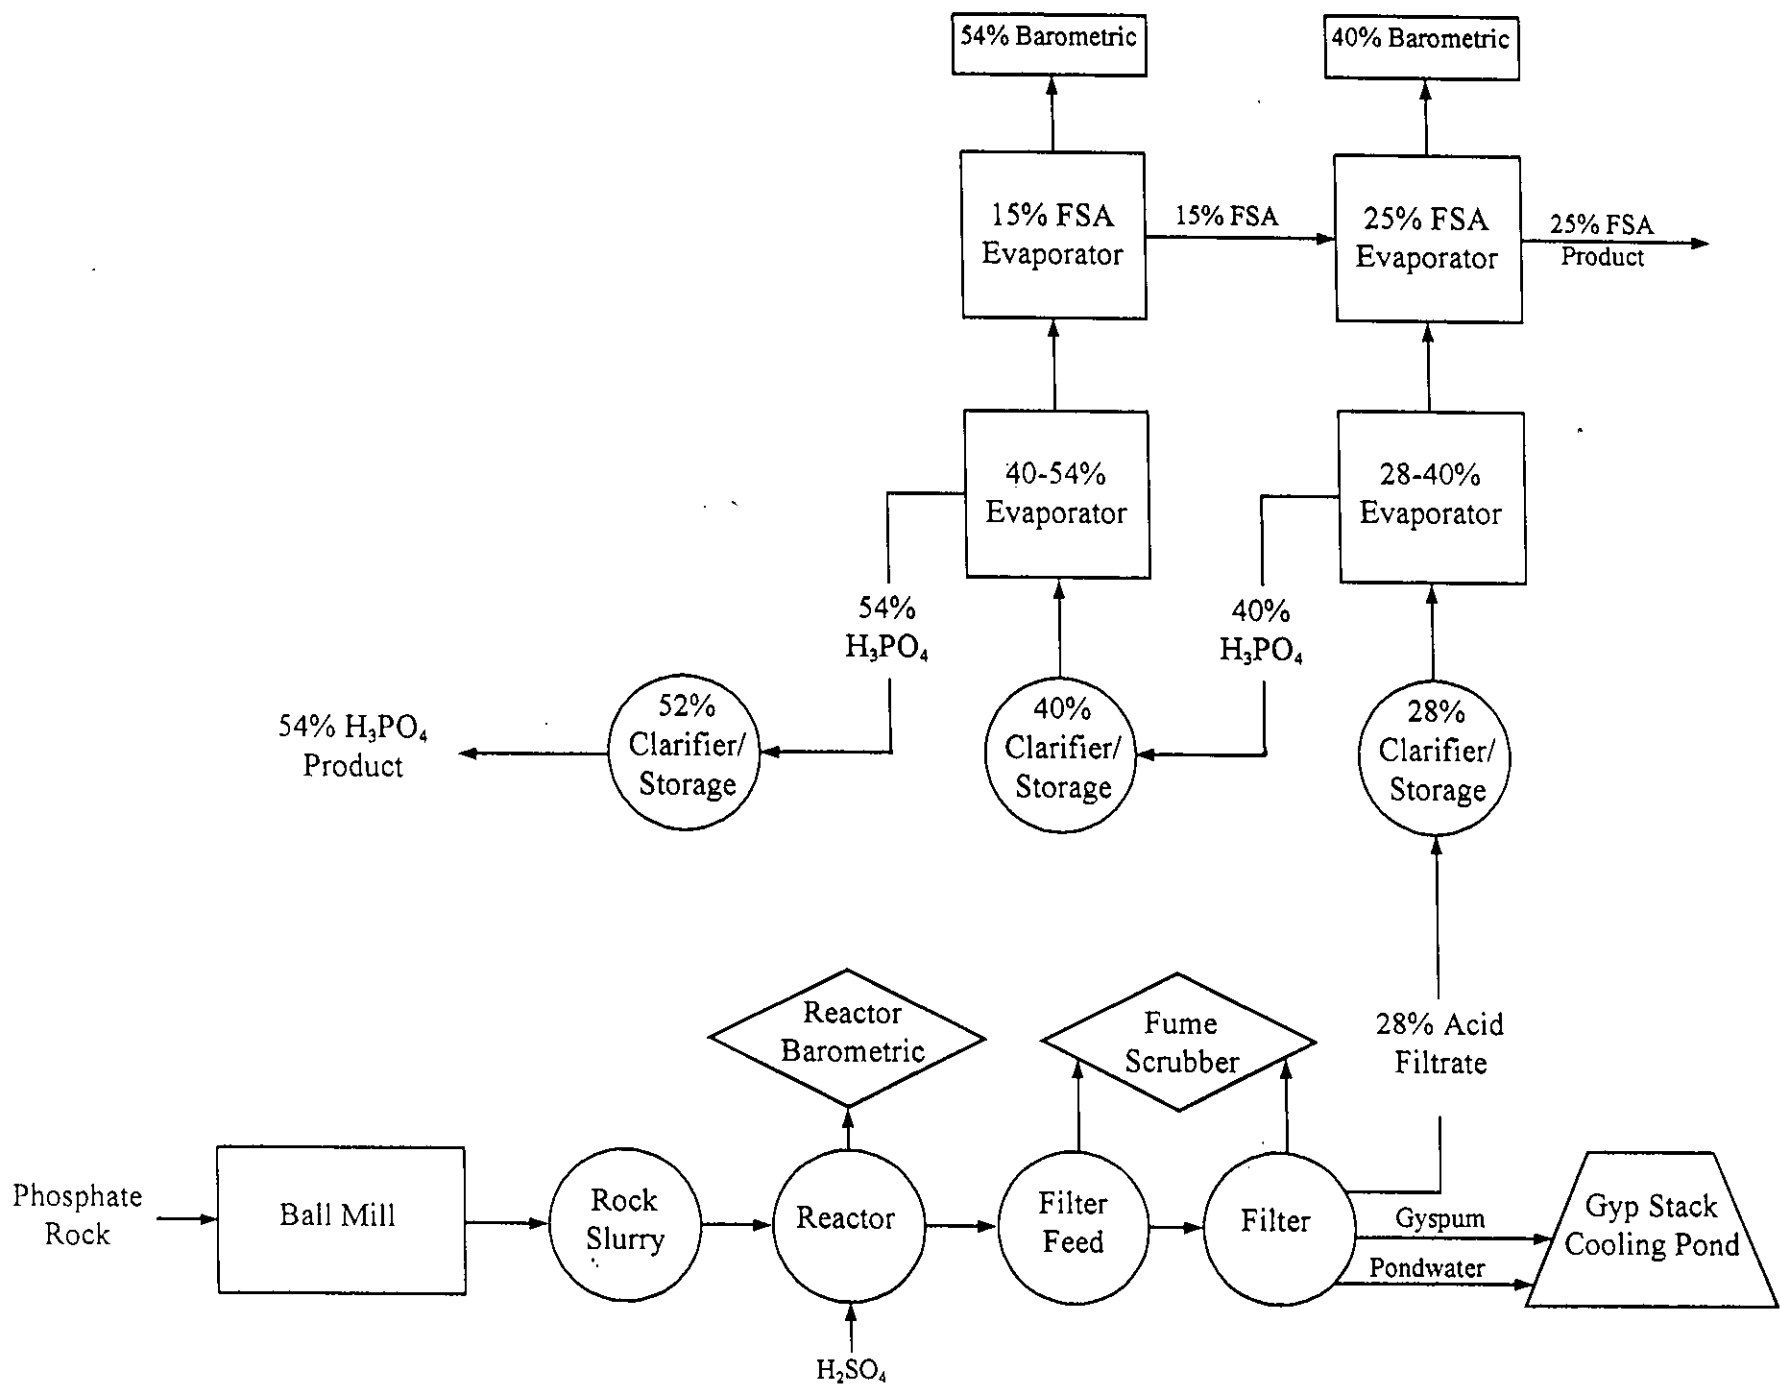 54% Barometric
40% Barometric
15% FSA
Evaporator
15% FSA
25% FSA
Evaporator
25% FSA
Product
40-54%
Evaporator
28-40%
Evaporator
54%
H₃PO₄
40%
H₃PO₄
54% H₃PO₄
Product
52%
Clarifier/
Storage
40%
Clarifier/
Storage
28%
Clarifier/
Storage
Reactor
Barometric
Fume
Scrubber
28% Acid
Filtrate
Phosphate
Rock
Ball Mill
Rock
Slurry
Reactor
Filter
Feed
Filter
Gyspum
Pondwater
Gyp Stack
Cooling Pond
H₂SO₄